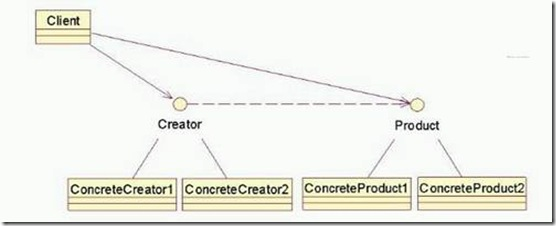 Client
Creator
Product
ConcreteCreator1
ConcreteCreator2
ConcreteProduct1
ConcreteProduct2